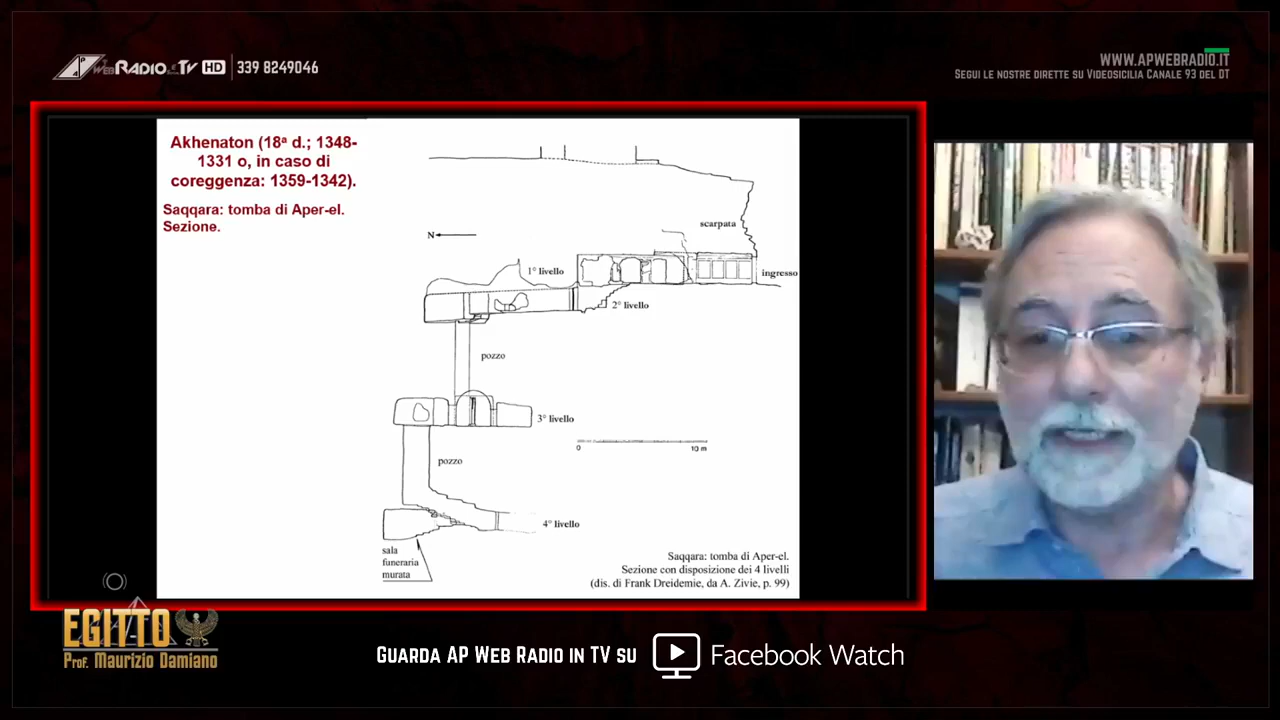 WEB RADIO E TV HD 339 8249046
WWW.APWEBRADIO.IT
SEGUI LE NOSTRE DIRETTE SU VIDEOSICILIA CANALE 93 DEL DT
Akhenaton (18ª d.; 1348-
1331 o, in caso di
coreggenza: 1359-1342).
Saqqara: tomba di Aper-el.
Sezione.
scarpata
N
1° livello
ingresso
2° livello
pozzo
3° livello
0 10 m
pozzo
4° livello
sala
funeraria
murata
Saqqara: tomba di Aper-el.
Sezione con disposizione dei 4 livelli
(dis. di Frank Dreidemie, da A. Zivie, p. 99)
EGITTO
Prof. Maurizio Damiano
GUARDA AP WEB RADIO IN TV SU
Facebook Watch